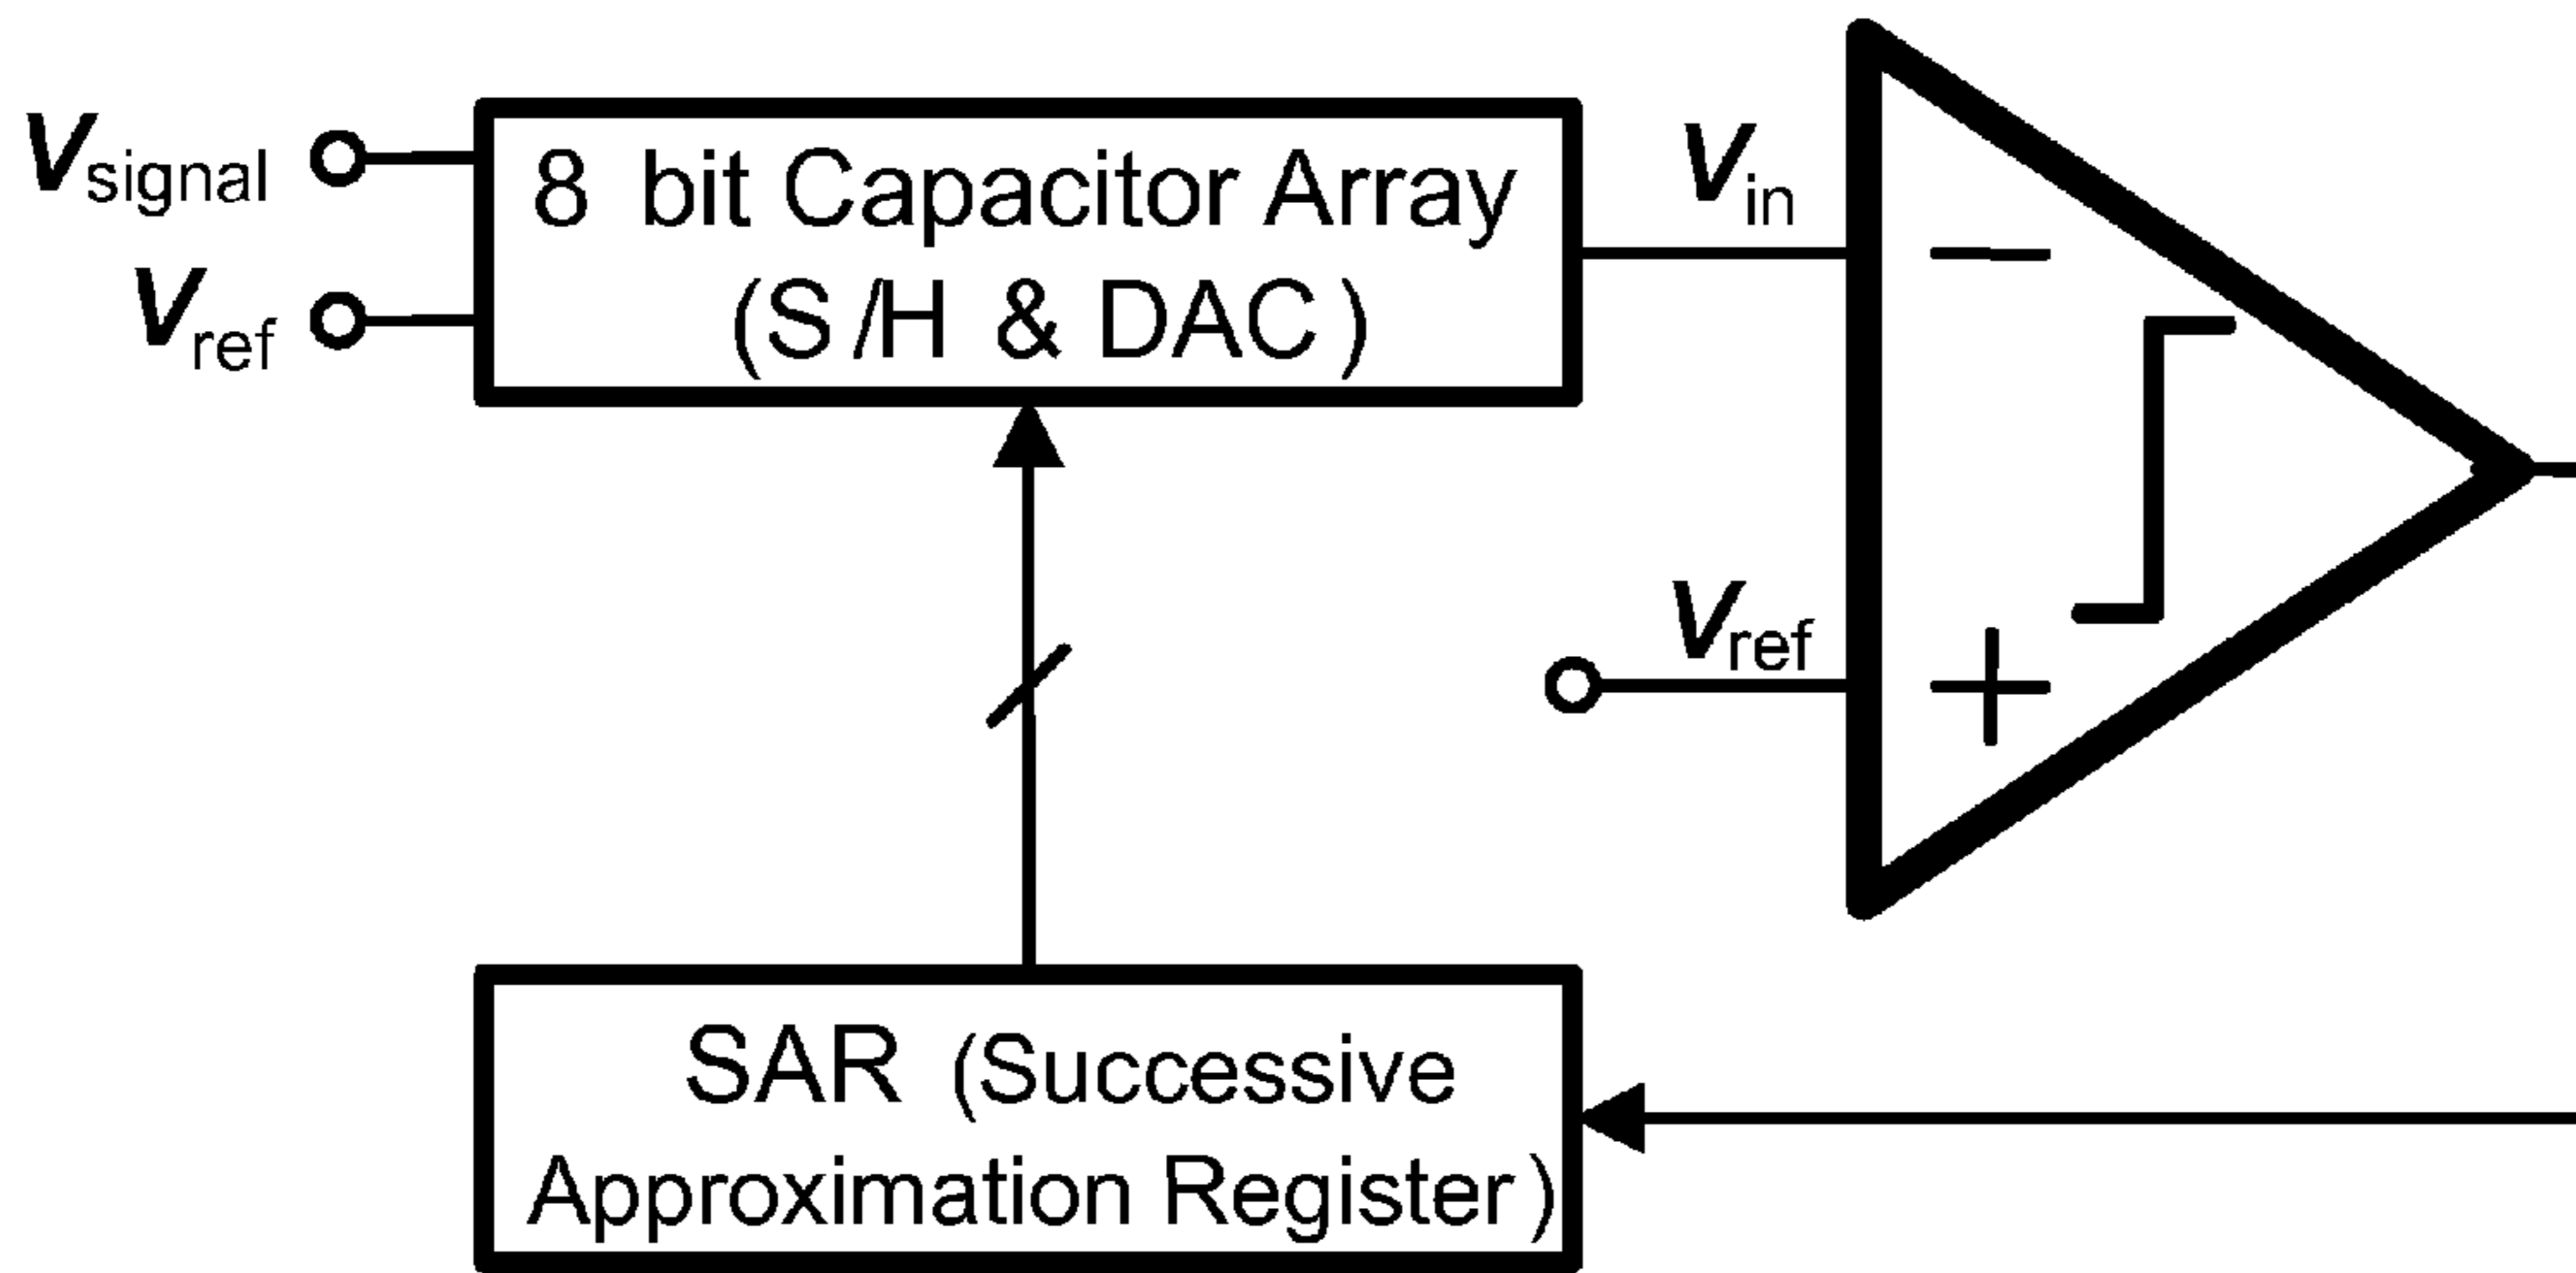 Vsignal
Vref
8 bit Capacitor Array
(S/H & DAC)
Vin
−
Vref
+
SAR (Successive
Approximation Register)